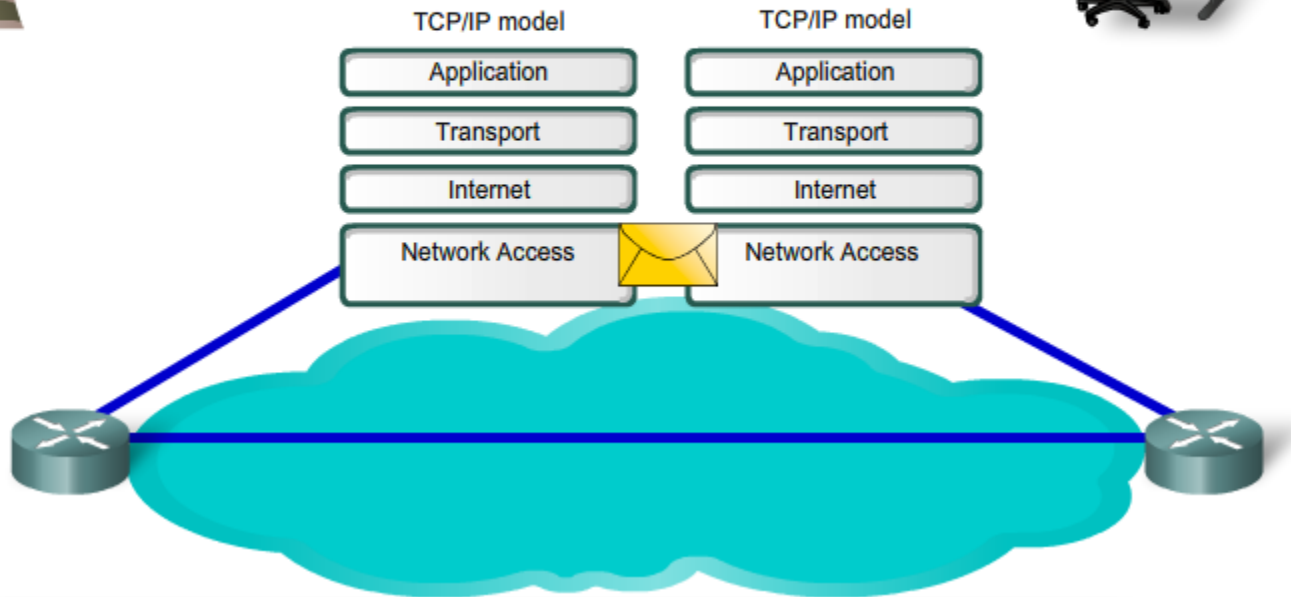 TCP/IP model
TCP/IP model
Application
Application
Transport
Transport
Internet
Internet
Network Access
Network Access